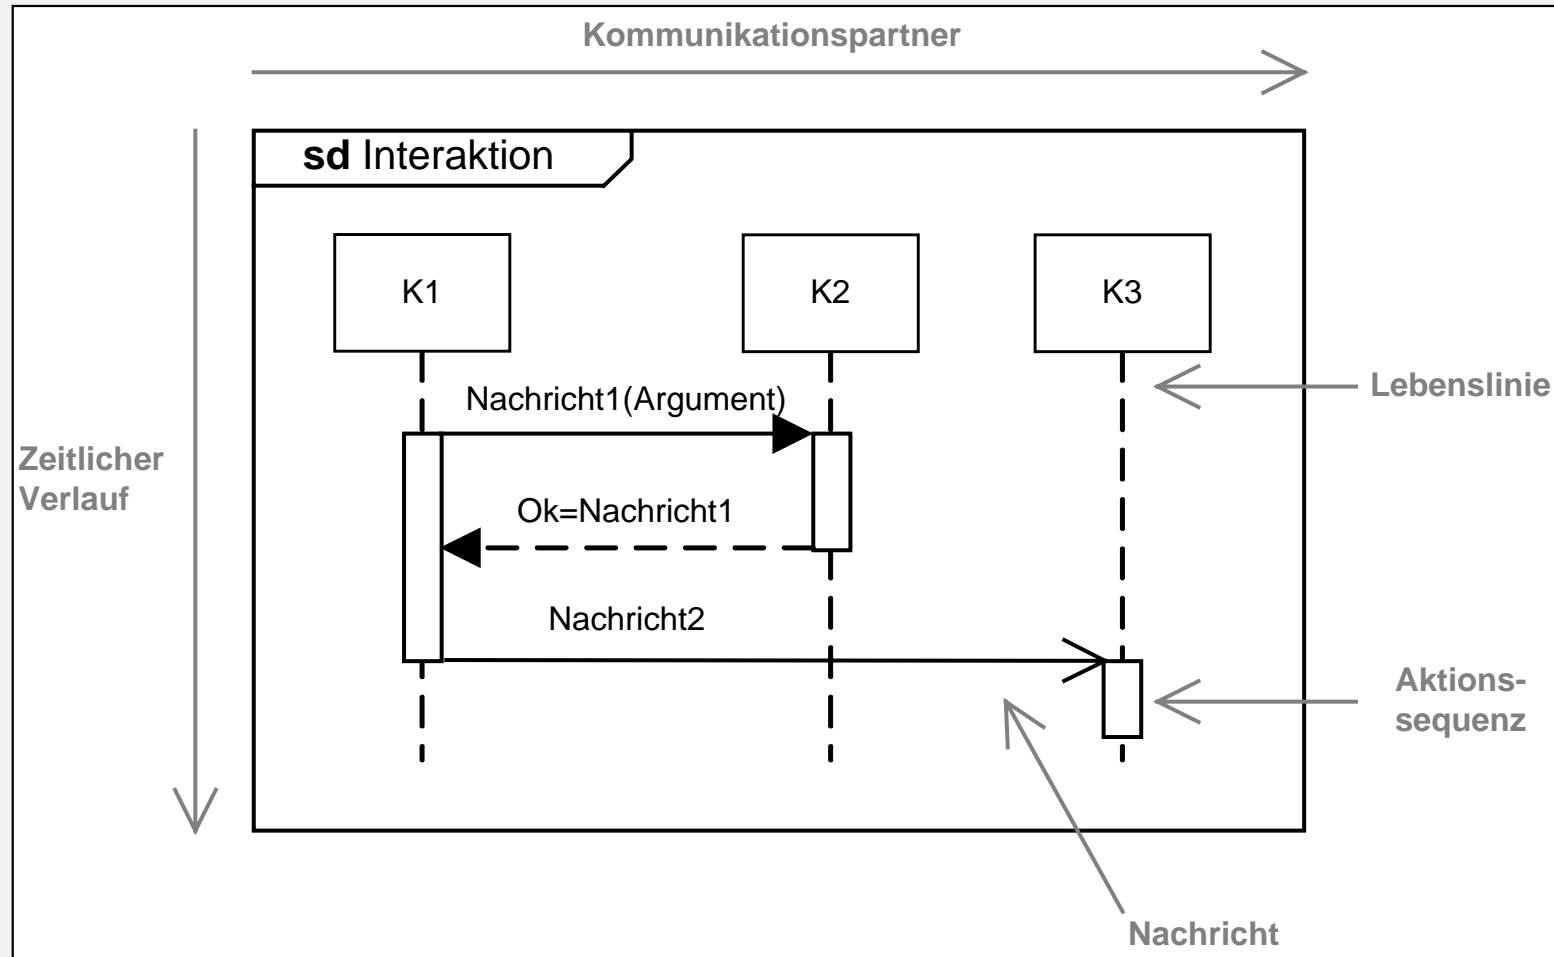 Kommunikationspartner
sd Interaktion
K1
K2
K3
Lebenslinie
Nachricht1(Argument)
Zeitlicher
Verlauf
Ok=Nachricht1
Nachricht2
Aktions-
sequenz
Nachricht